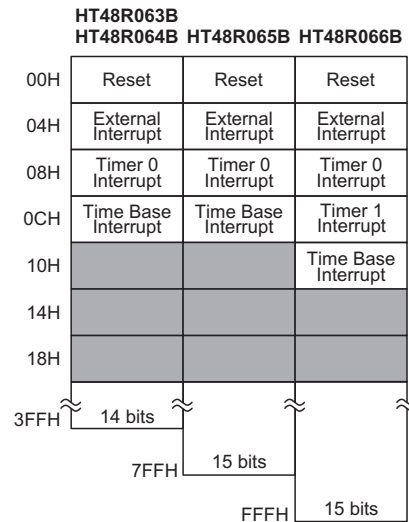 HT48R063B
HT48R064B HT48R065B HT48R066B
00H Reset Reset Reset
04H External Interrupt External Interrupt External Interrupt
08H Timer 0 Interrupt Timer 0 Interrupt Timer 0 Interrupt
0CH Time Base Interrupt Time Base Interrupt Timer 1 Interrupt
10H Time Base Interrupt
14H
18H
3FFH 14 bits
7FFH 15 bits
FFFH 15 bits